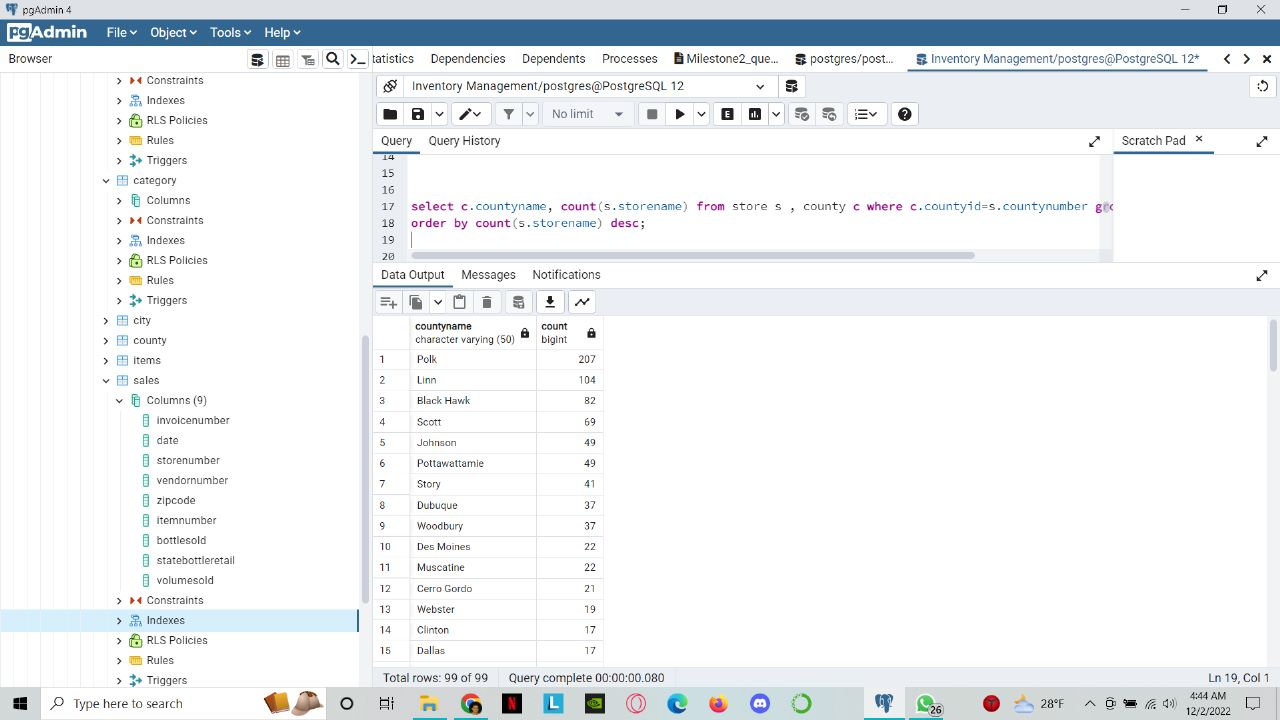 pgAdmin 4
pgAdmin File Object Tools Help
Browser
tatistics Dependencies Dependents Processes Milestone2_que... postgres/post... Inventory Management/postgres@PostgreSQL 12*
Constraints
Indexes
RLS Policies
Rules
Triggers
category
Columns
Constraints
Indexes
RLS Policies
Rules
Triggers
city
county
items
sales
Columns (9)
invoicenumber
date
storenumber
vendornumber
zipcode
itemnumber
bottlesold
statebottleretail
volumesold
Constraints
Indexes
RLS Policies
Rules
Triggers
Inventory Management/postgres@PostgreSQL 12
No limit
E
Query Query History
Scratch Pad
14
15
16
17 select c.countyname, count(s.storename) from store s , county c where c.countyid=s.countynumber
18 order by count(s.storename) desc;
19
20
Data Output Messages Notifications
countyname count
character varying (50) bigint
1 Polk 207
2 Linn 104
3 Black Hawk 82
4 Scott 69
5 Johnson 49
6 Pottawattamie 49
7 Story 41
8 Dubuque 37
9 Woodbury 37
10 Des Moines 22
11 Muscatine 22
12 Cerro Gordo 21
13 Webster 19
14 Clinton 17
15 Dallas 17
Total rows: 99 of 99 Query complete 00:00:00.080 Ln 19, Col 1
Type here to search
N
L
26
28°F
4:44 AM
12/2/2022